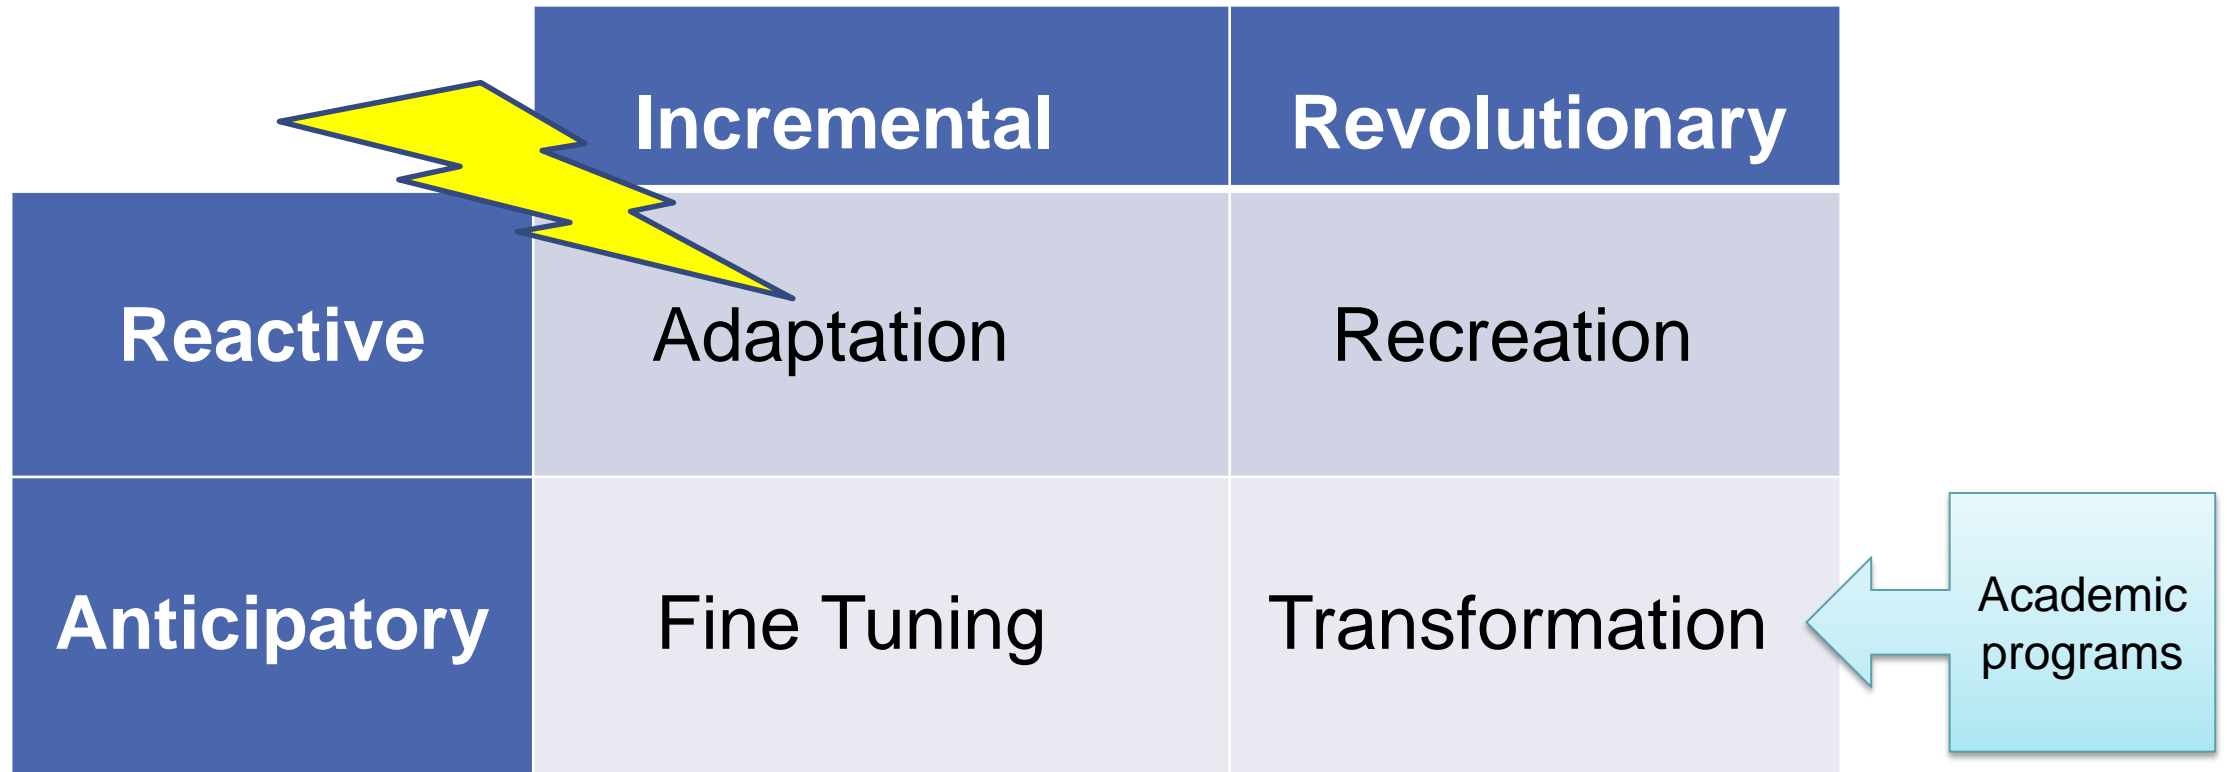 Incremental Revolutionary
Reactive Adaptation Recreation
Anticipatory Fine Tuning Transformation
Academic
programs